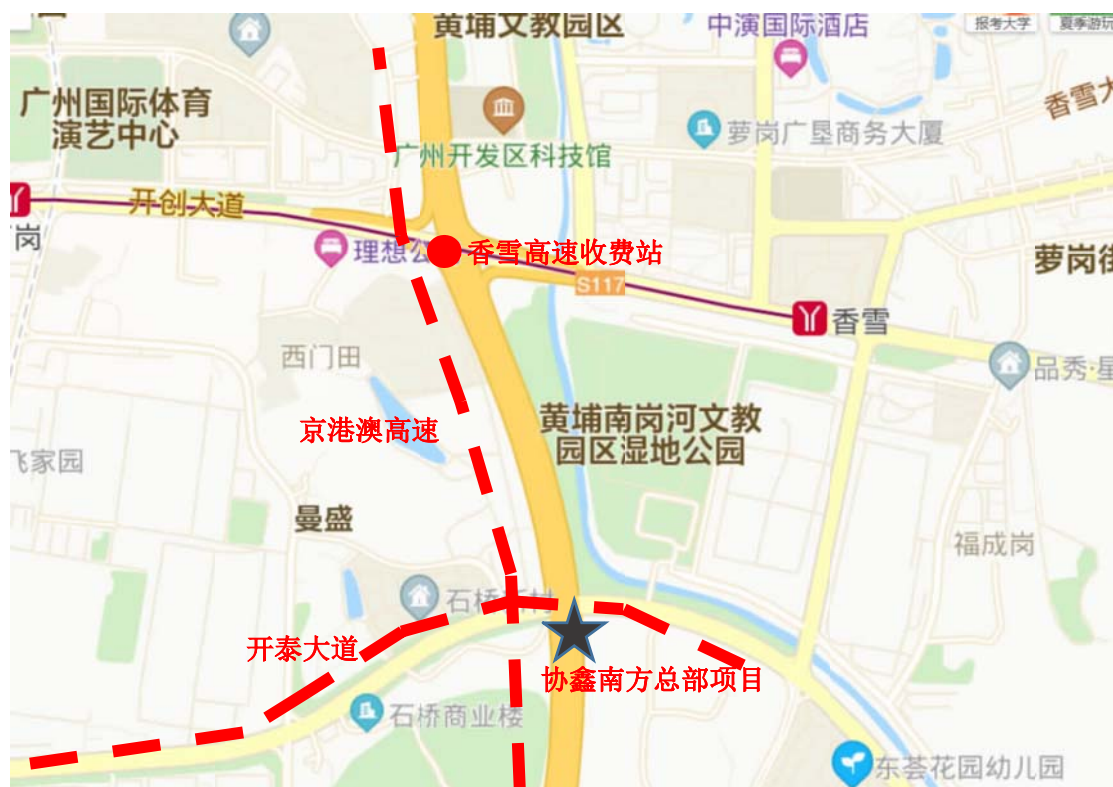 黄埔文教园区
中演国际酒店
报考大学
夏季游玩
广州国际体育
演艺中心
香雪大
萝岗广垦商务大厦
广州开发区科技馆
开创大道
岗
理想公
香雪高速收费站
萝岗街
S117
香雪
西门田
品秀·星
京港澳高速
黄埔南岗河文教
园区湿地公园
飞家园
曼盛
福成岗
石桥新村
开泰大道
协鑫南方总部项目
石桥商业楼
东荟花园幼儿园